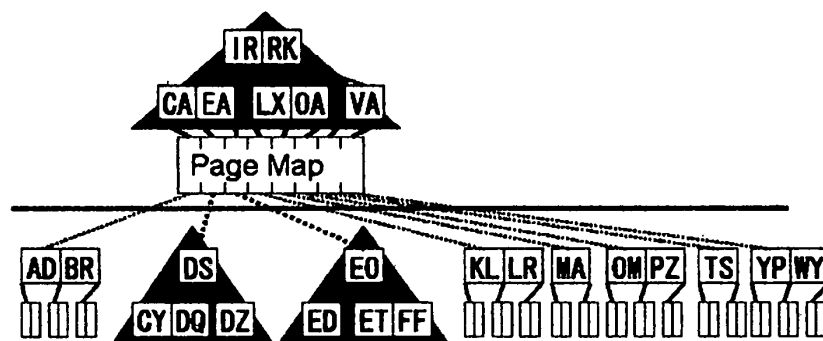 IR RK
CA EA LX OA VA
Page Map
AD BR DS EO KL LR MA OM PZ TS YP WY
CY DQ DZ ED ET FF